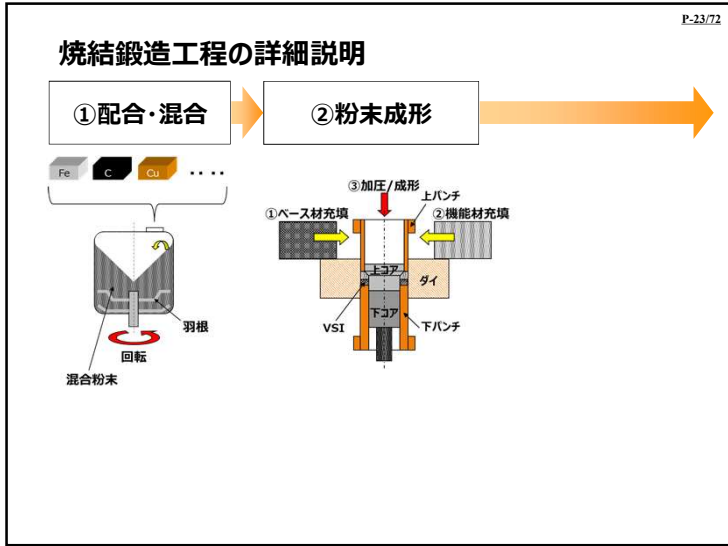 P-23/72
焼結鍛造工程の詳細説明
①配合・混合
②粉末成形
Fe
C
Cu
‥‥
羽根
回転
混合粉末
③加圧/成形
上パンチ
①ベース材充填
②機能材充填
上コア
ダイ
下コア
VSI
下パンチ